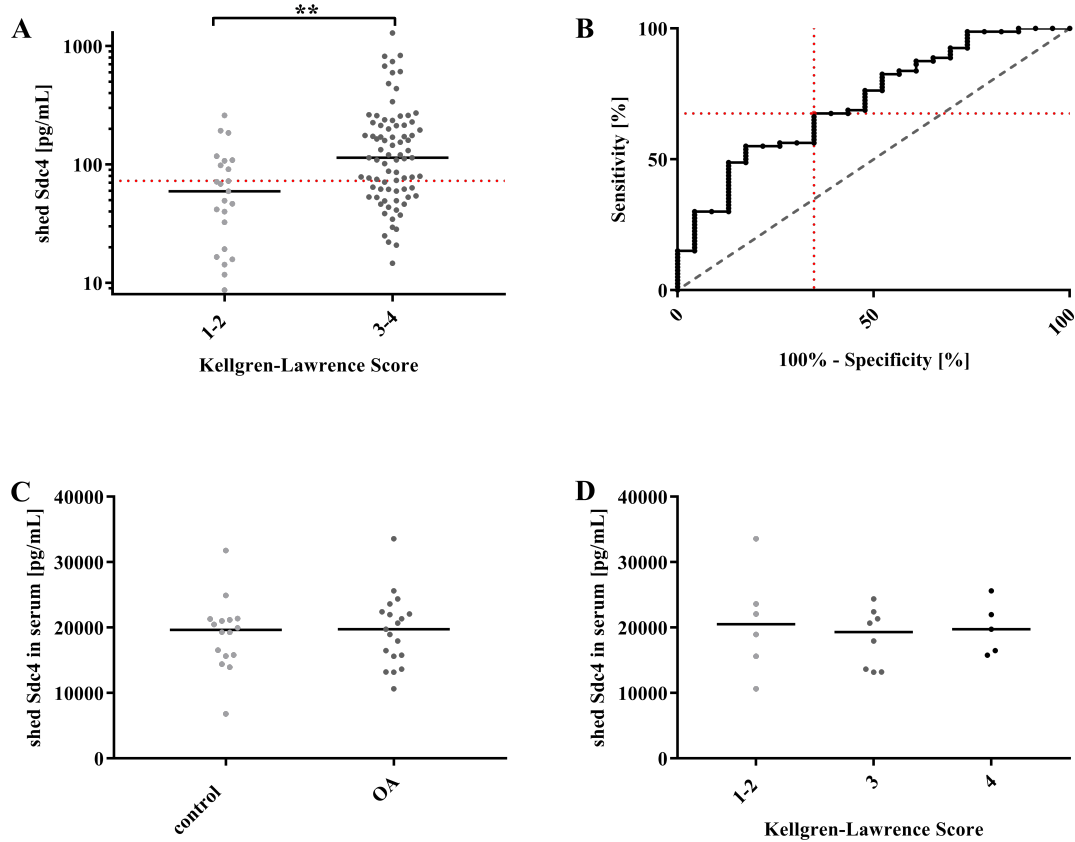 A
**
shed Sdc4 [pg/mL]
1000
100
10
1-2
3-4
Kellgren-Lawrence Score
B
Sensitivity [%]
100
50
0
0
50
100
100% - Specificity [%]
C
shed Sdc4 in serum [pg/mL]
40000
30000
20000
10000
0
control
OA
D
shed Sdc4 in serum [pg/mL]
40000
30000
20000
10000
0
1-2
3
4
Kellgren-Lawrence Score